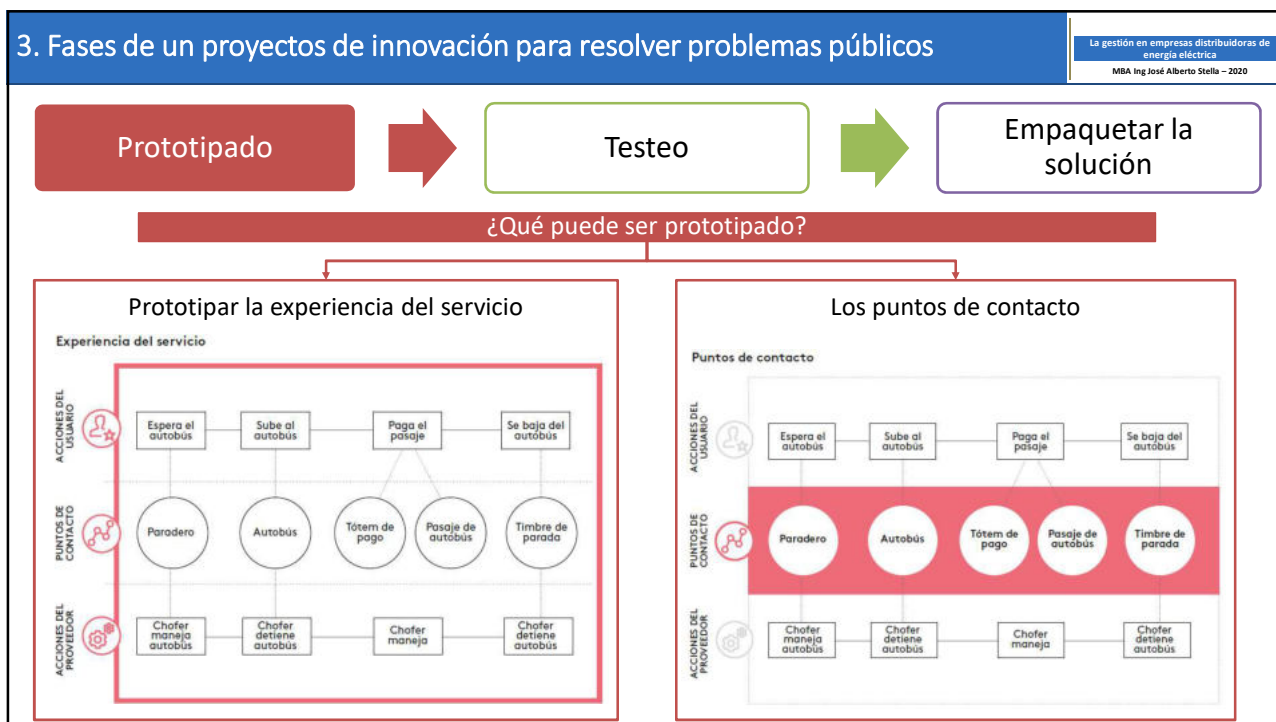 3. Fases de un proyectos de innovación para resolver problemas públicos
La gestión en empresas distribuidoras de
energía eléctrica
MBA Ing José Alberto Stella – 2020
Prototipado
Testeo
Empaquetar la
solución
¿Qué puede ser prototipado?
Prototipar la experiencia del servicio
Experiencia del servicio
ACCIONES DEL
USUARIO
Espera el
autobús
Sube al
autobús
Paga el
pasaje
Se baja del
autobús
PUNTOS DE
CONTACTO
Paradero
Autobús
Tótem de
pago
Pasaje de
autobús
Timbre de
parada
ACCIONES DEL
PROVEEDOR
Chofer
maneja
autobús
Chofer
detiene
autobús
Chofer
maneja
Chofer
detiene
autobús
Los puntos de contacto
Puntos de contacto
ACCIONES DEL
USUARIO
Espera el
autobús
Sube al
autobús
Paga el
pasaje
Se baja del
autobús
PUNTOS DE
CONTACTO
Paradero
Autobús
Tótem de
pago
Pasaje de
autobús
Timbre de
parada
ACCIONES DEL
PROVEEDOR
Chofer
maneja
autobús
Chofer
detiene
autobús
Chofer
maneja
Chofer
detiene
autobús